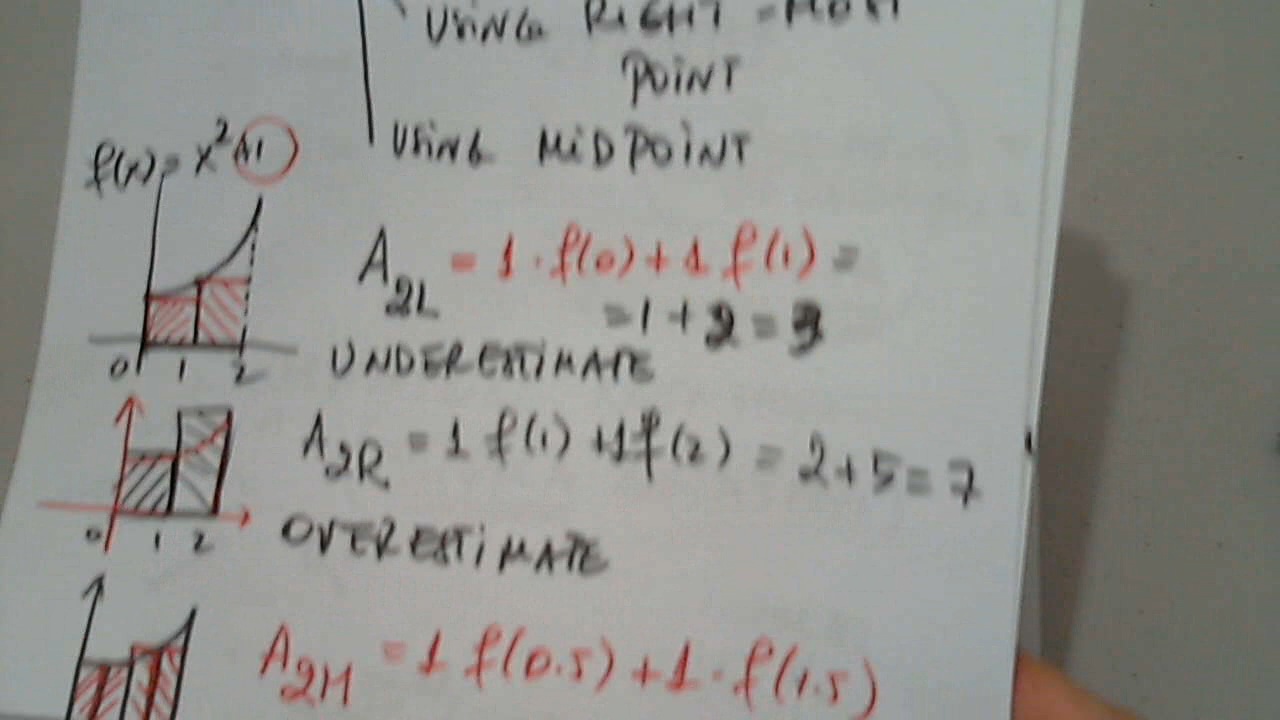 USING RIGHT-MOST
POINT
USING MIDPOINT
f(x) = x²+1
A2L = 1·f(0)+1 f(1) =
=1+2=3
0 1 2
UNDERESTIMATE
A2R = 1 f(1) +1f(2) = 2+5=7
0 1 2
OVERESTIMATE
A2M = 1 f(0.5)+1·f(1.5)